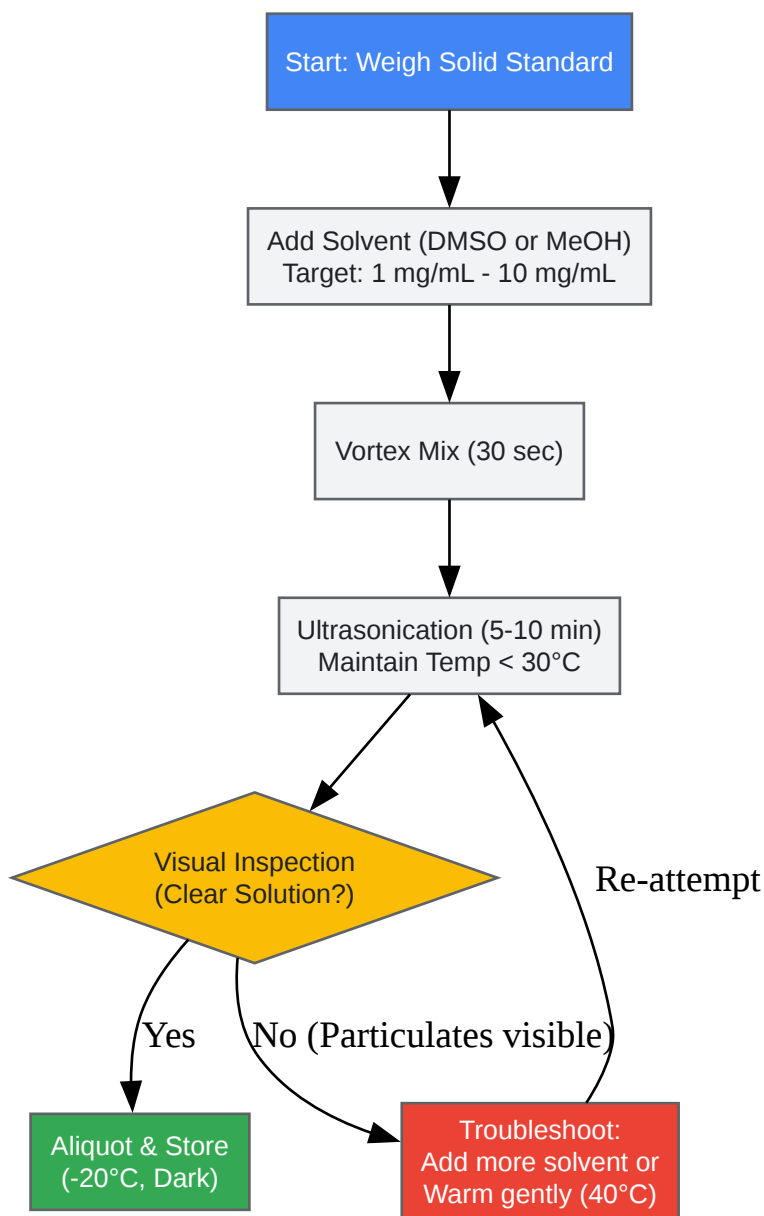 Start: Weigh Solid Standard
Add Solvent (DMSO or MeOH)
Target: 1 mg/mL - 10 mg/mL
Vortex Mix (30 sec)
Ultrasonication (5-10 min)
Maintain Temp < 30°C
Visual Inspection
(Clear Solution?)
Re-attempt
Yes
No (Particulates visible)
Aliquot & Store
(-20°C, Dark)
Troubleshoot:
Add more solvent or
Warm gently (40°C)